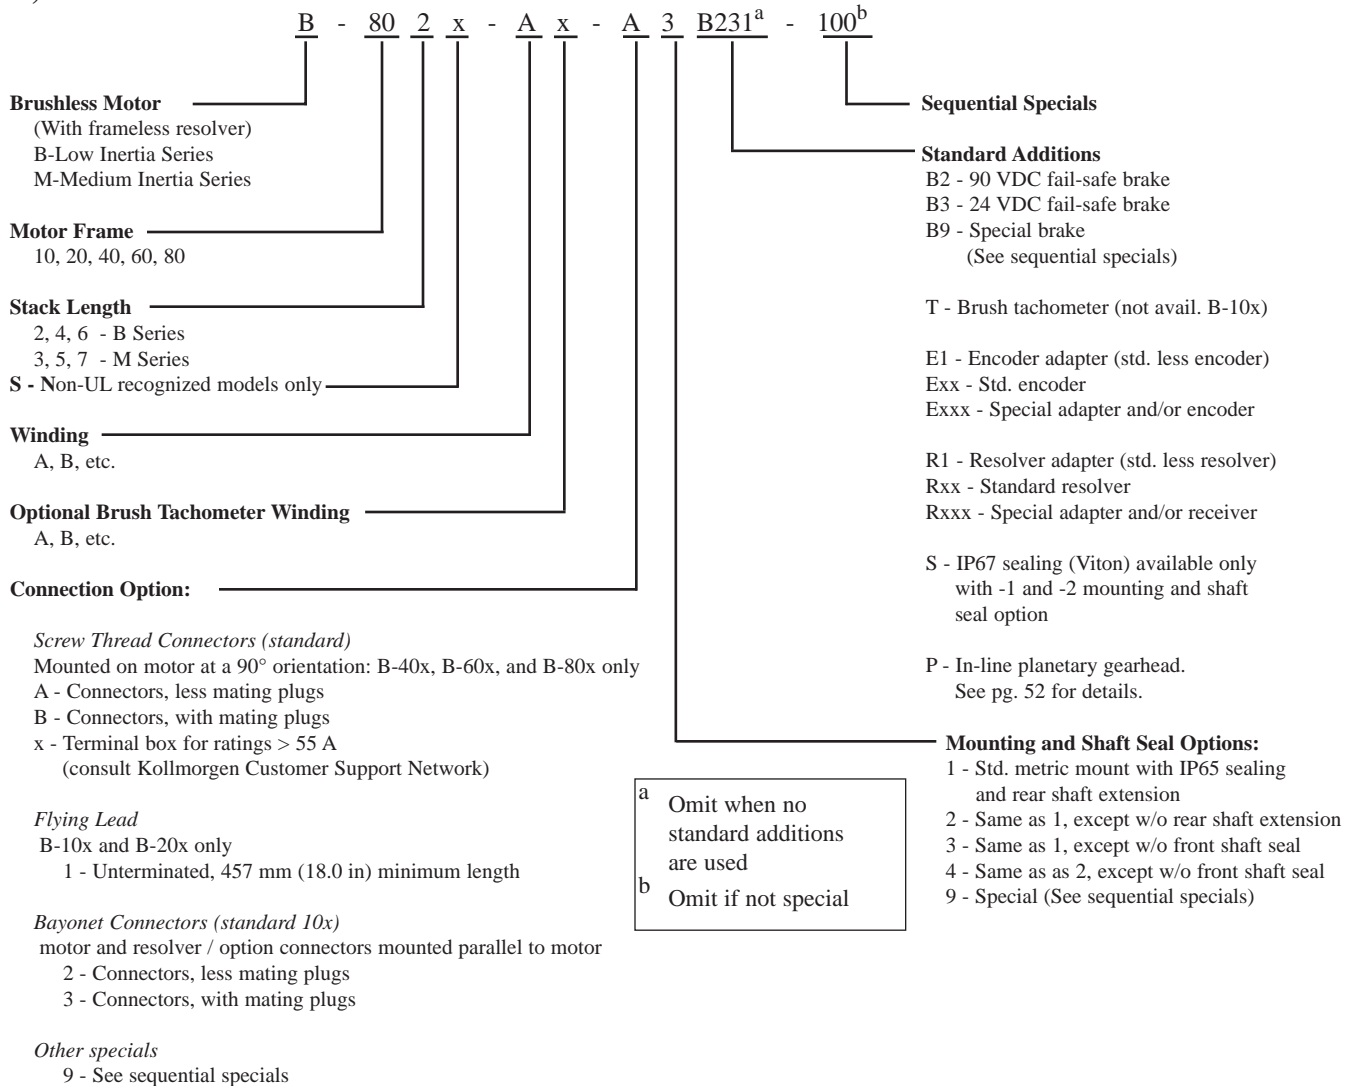 B - 80 2 x - A x - A 3 B231a - 100b
Brushless Motor
(With frameless resolver)
B-Low Inertia Series
M-Medium Inertia Series
Motor Frame
10, 20, 40, 60, 80
Stack Length
2, 4, 6 - B Series
3, 5, 7 - M Series
S - Non-UL recognized models only
Winding
A, B, etc.
Optional Brush Tachometer Winding
A, B, etc.
Connection Option:
Screw Thread Connectors (standard)
Mounted on motor at a 90° orientation: B-40x, B-60x, and B-80x only
A - Connectors, less mating plugs
B - Connectors, with mating plugs
x - Terminal box for ratings > 55 A
(consult Kollmorgen Customer Support Network)
Flying Lead
B-10x and B-20x only
1 - Unterminated, 457 mm (18.0 in) minimum length
Bayonet Connectors (standard 10x)
motor and resolver / option connectors mounted parallel to motor
2 - Connectors, less mating plugs
3 - Connectors, with mating plugs
Other specials
9 - See sequential specials
a Omit when no
standard additions
are used
b Omit if not special
Sequential Specials
Standard Additions
B2 - 90 VDC fail-safe brake
B3 - 24 VDC fail-safe brake
B9 - Special brake
(See sequential specials)
T - Brush tachometer (not avail. B-10x)
E1 - Encoder adapter (std. less encoder)
Exx - Std. encoder
Exxx - Special adapter and/or encoder
R1 - Resolver adapter (std. less resolver)
Rxx - Standard resolver
Rxxx - Special adapter and/or receiver
S - IP67 sealing (Viton) available only
with -1 and -2 mounting and shaft
seal option
P - In-line planetary gearhead.
See pg. 52 for details.
Mounting and Shaft Seal Options:
1 - Std. metric mount with IP65 sealing
and rear shaft extension
2 - Same as 1, except w/o rear shaft extension
3 - Same as 1, except w/o front shaft seal
4 - Same as as 2, except w/o front shaft seal
9 - Special (See sequential specials)